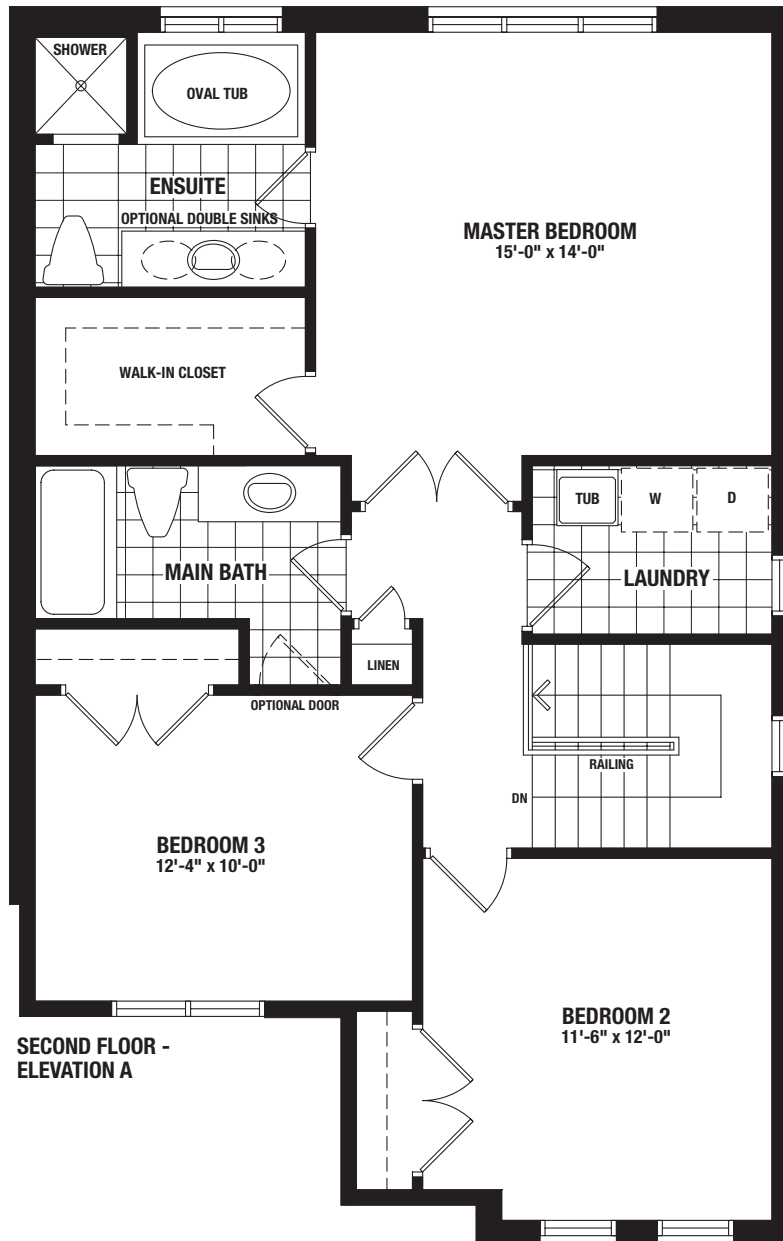 SHOWER
OVAL TUB
ENSUITE
OPTIONAL DOUBLE SINKS
MASTER BEDROOM
15'-0" x 14'-0"
WALK-IN CLOSET
TUB
W
D
MAIN BATH
LAUNDRY
LINEN
OPTIONAL DOOR
RAILING
DN
BEDROOM 3
12'-4" x 10'-0"
BEDROOM 2
11'-6" x 12'-0"
SECOND FLOOR -
ELEVATION A